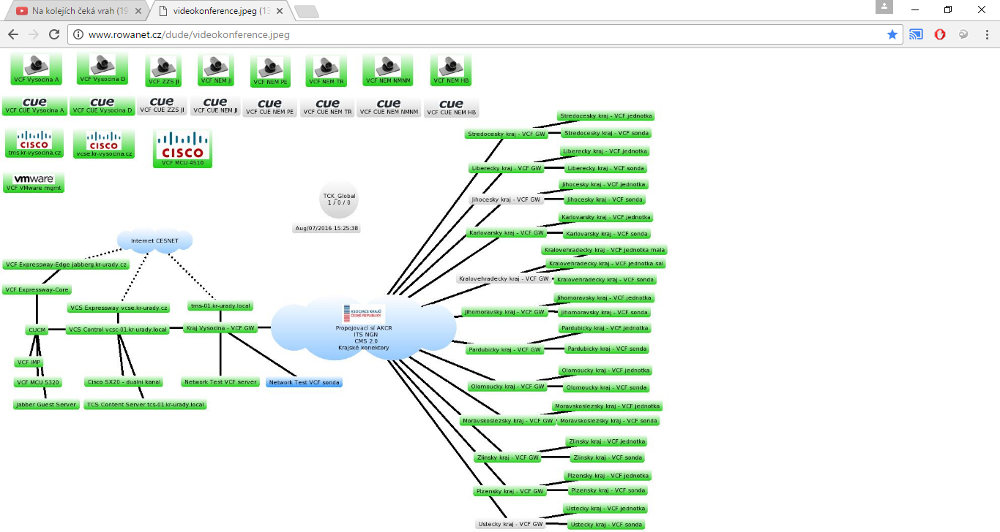 Na kolejích čeká vrah (19
videokonference.jpeg (13
www.rowanet.cz/dude/videokonference.jpeg
VCF Vysocina A
VCF Vysocina D
VCF ZZS JI
VCF NEM JI
VCF NEM PE
VCF NEM TR
VCF NEM NMNM
VCF NEM HB
cue
VCF CUE Vysocina A
cue
VCF CUE Vysocina D
cue
VCF CUE ZZS JI
cue
VCF CUE NEM JI
cue
VCF CUE NEM PE
cue
VCF CUE NEM TR
cue
VCF CUE NEM NMNM
cue
VCF CUE NEM HB
CISCO
tms.kr-vysocina.cz
CISCO
vcse.kr-vysocina.cz
CISCO
VCF MCU 4510
vmware
VCF VMware mgmt
TCK_Global
1 / 0 / 0
Aug/07/2016 15:25:38
Internet CESNET
VCF Expressway-Edge jabberg.kr-urady.cz
VCF Expressway-Core
VCS Expressway vcse.kr-urady.cz
tms-01.kr-urady.local
CUCM
VCS Control vcsc-01.kr-urady.local
Kraj Vysocina - VCF GW
VCF IMP
VCF MCU 5320
Cisco SX20 - dualni kanal
Network Test VCF server
Network Test VCF sonda
Jabber Guest Server
TCS Content Server tcs-01.kr-urady.local
ASOCIACE KRAJŮ
ČESKÉ REPUBLIKY
Propojovací sí AKCR
ITS NGN
CMS 2.0
Krajské konektory
Stredocesky kraj - VCF jednotka
Stredocesky kraj - VCF GW
Stredocesky kraj - VCF sonda
Liberecky kraj - VCF jednotka
Liberecky kraj - VCF GW
Liberecky kraj - VCF sonda
Jihocesky kraj - VCF jednotka
Jihocesky kraj - VCF GW
Jihocesky kraj - VCF sonda
Karlovarsky kraj - VCF jednotka
Karlovarsky kraj - VCF GW
Karlovarsky kraj - VCF sonda
Kralovehradecky kraj - VCF jednotka mala
Kralovehradecky kraj - VCF jednotka sal
Kralovehradecky kraj - VCF GW
Kralovehradecky kraj - VCF sonda
Jihomoravsky kraj - VCF jednotka
Jihomoravsky kraj - VCF GW
Jihomoravsky kraj - VCF sonda
Pardubicky kraj - VCF jednotka
Pardubicky kraj - VCF GW
Pardubicky kraj - VCF sonda
Olomoucky kraj - VCF jednotka
Olomoucky kraj - VCF GW
Olomoucky kraj - VCF sonda
Moravskoslezsky kraj - VCF jednotka
Moravskoslezsky kraj - VCF GW
Moravskoslezsky kraj - VCF sonda
Zlinsky kraj - VCF jednotka
Zlinsky kraj - VCF GW
Zlinsky kraj - VCF sonda
Plzensky kraj - VCF jednotka
Plzensky kraj - VCF GW
Plzensky kraj - VCF sonda
Ustecky kraj - VCF jednotka
Ustecky kraj - VCF GW
Ustecky kraj - VCF sonda